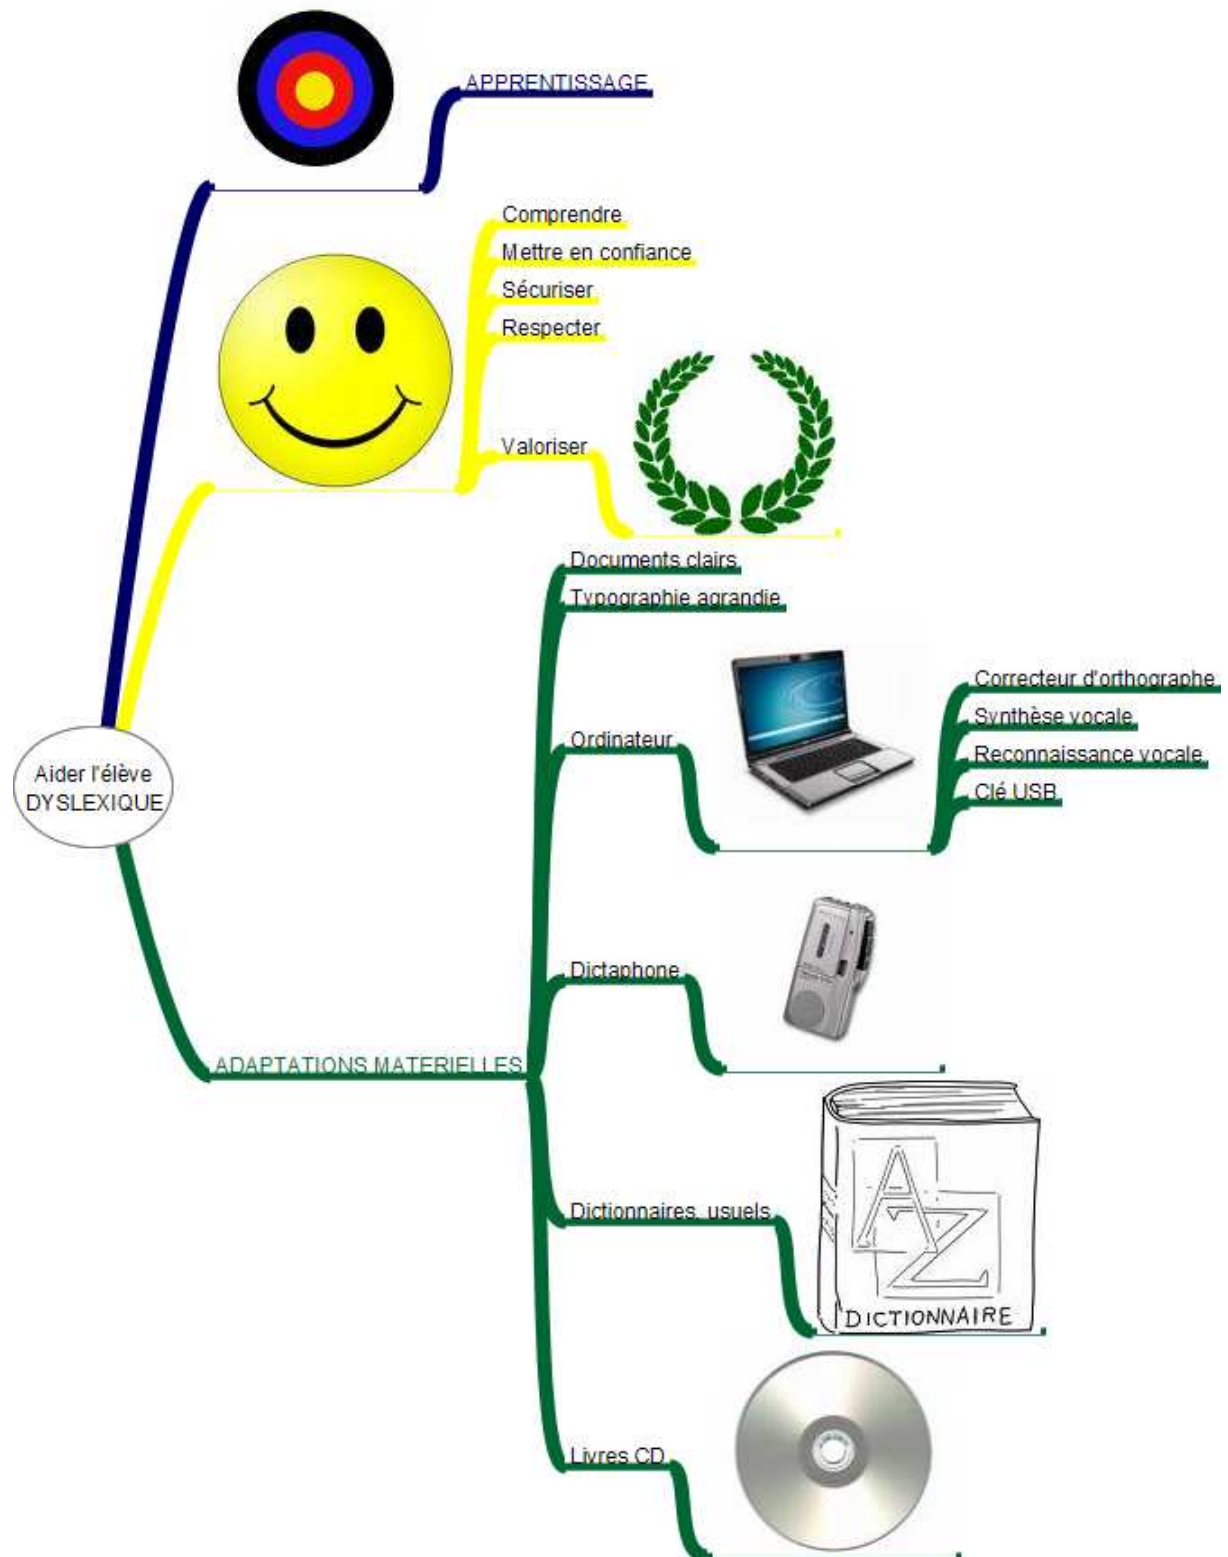 APPRENTISSAGE
Comprendre
Mettre en confiance
Sécuriser
Respecter
Valoriser
Aider l'élève
DYSLEXIQUE
ADAPTATIONS MATERIELLES
Documents clairs
Typographie agrandie
Ordinateur
Correcteur d'orthographe
Synthèse vocale
Reconnaissance vocale
Clé USB
Dictaphone
Dictionnaires, usuels
A
Z
DICTIONNAIRE
Livres CD